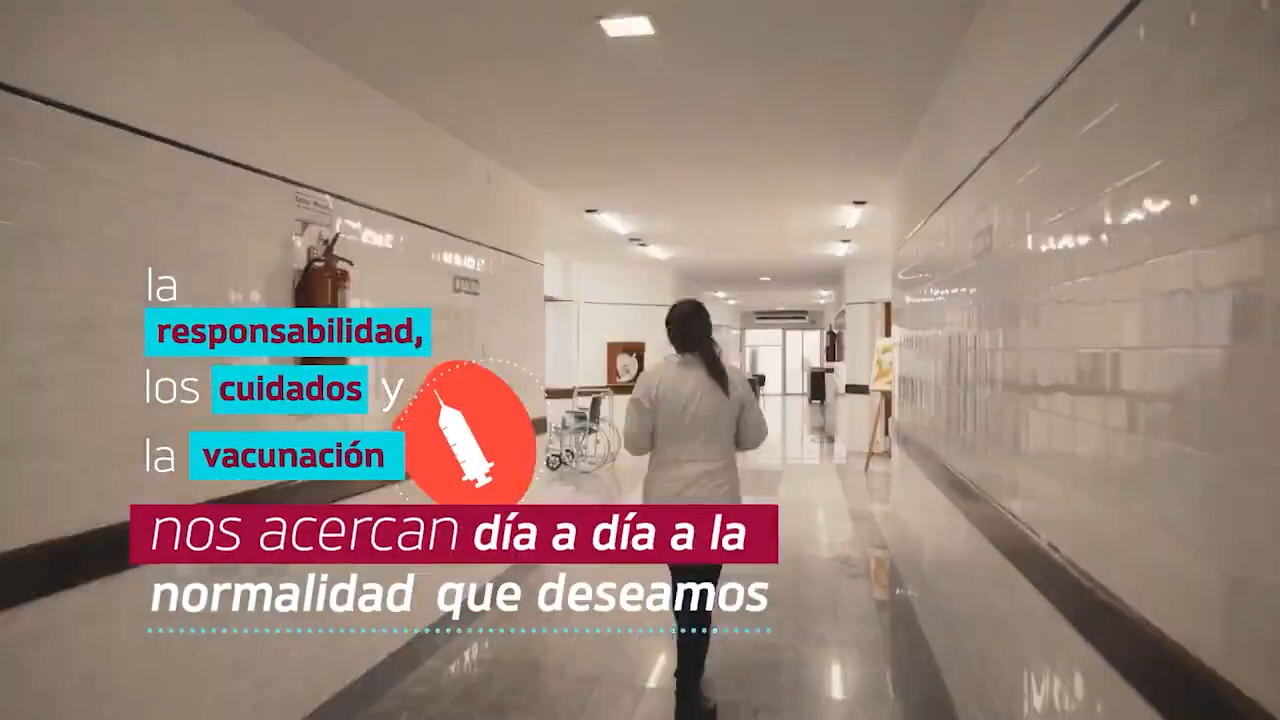 la
responsabilidad,
los cuidados y
la vacunación
nos acercan día a día a la
normalidad que deseamos